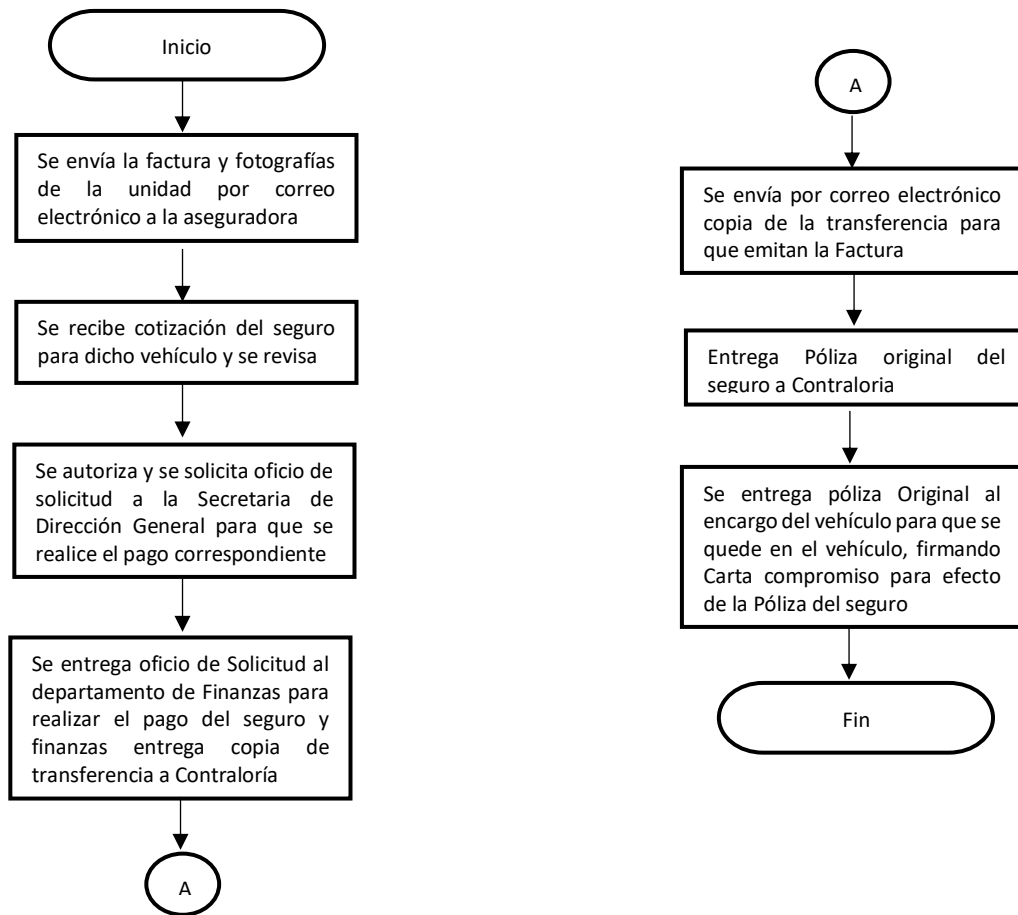 Inicio
Se envía la factura y fotografías
de la unidad por correo
electrónico a la aseguradora
Se recibe cotización del seguro
para dicho vehículo y se revisa
Se autoriza y se solicita oficio de
solicitud a la Secretaria de
Dirección General para que se
realice el pago correspondiente
Se entrega oficio de Solicitud al
departamento de Finanzas para
realizar el pago del seguro y
finanzas entrega copia de
transferencia a Contraloría
A
A
Se envía por correo electrónico
copia de la transferencia para
que emitan la Factura
Entrega Póliza original del
seguro a Contraloria
Se entrega póliza Original al
encargo del vehículo para que se
quede en el vehículo, firmando
Carta compromiso para efecto
de la Póliza del seguro
Fin